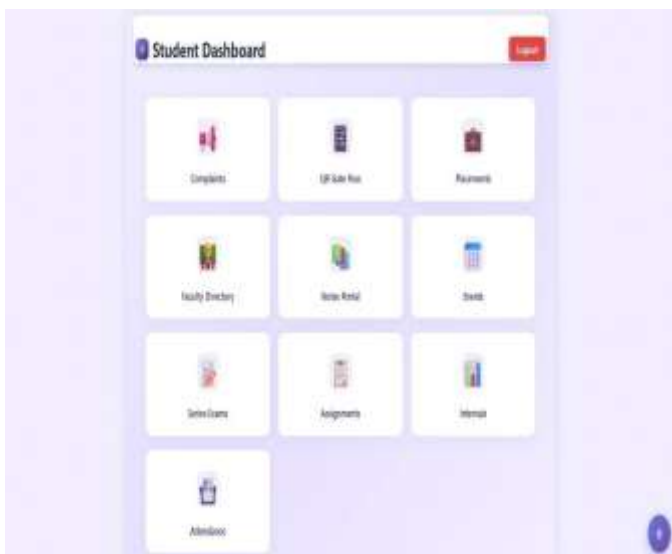 Student Dashboard
Logout
Complaints
QR Gate Pass
Placements
Faculty Directory
Notes Portal
Events
Series Exams
Assignments
Internals
Attendance